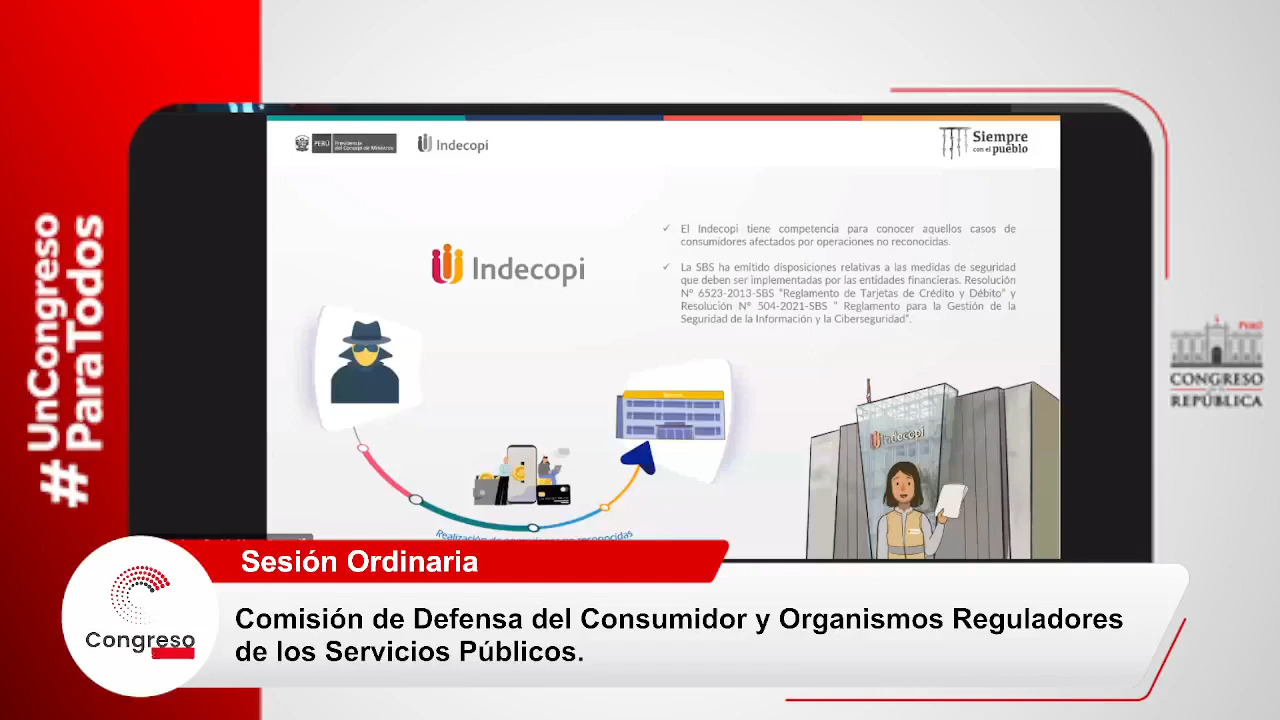 #UnCongreso
ParaTodos
PERÚ
Presidencia
del Consejo de Ministros
Indecopi
Siempre
con el pueblo
Indecopi
✓ El Indecopi tiene competencia para conocer aquellos casos de
consumidores afectados por operaciones no reconocidas.
✓ La SBS ha emitido disposiciones relativas a las medidas de seguridad
que deben ser implementadas por las entidades financieras. Resolución
N° 6523-2013-SBS “Reglamento de Tarjetas de Crédito y Débito” y
Resolución N° 504-2021-SBS “ Reglamento para la Gestión de la
Seguridad de la Información y la Ciberseguridad”.
Indecopi
PERÚ
CONGRESO
REPÚBLICA
Sesión Ordinaria
Congreso
Comisión de Defensa del Consumidor y Organismos Reguladores
de los Servicios Públicos.